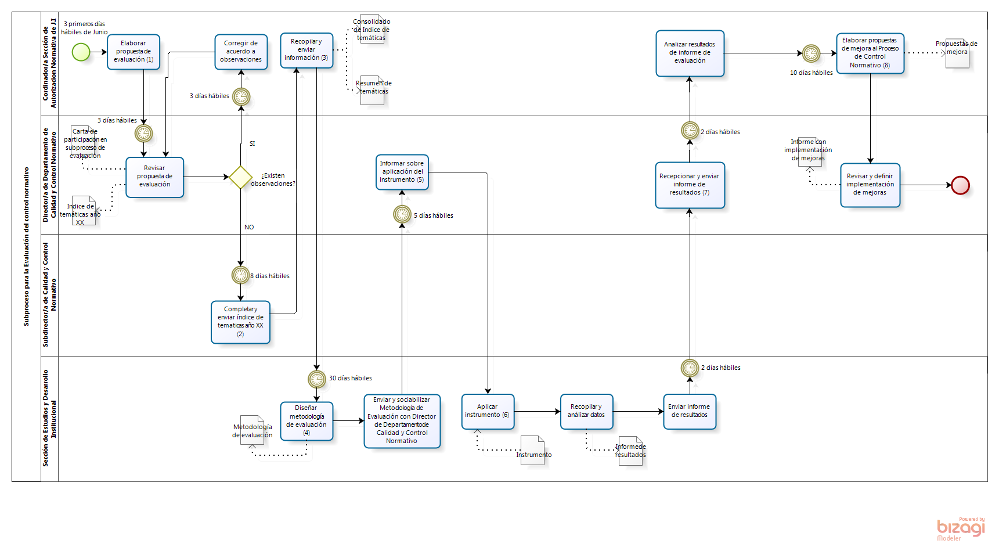 Subproceso para la Evaluación del control normativo
Cordinador/a Sección de
Autorizacion Normativa de J.I
3 primeros días
hábiles de Junio
Elaborar
propuesta de
evaluación (1)
Corregir de
acuerdo a
observaciones
Recopilar y
enviar
información (3)
Consolidado
de Indice de
temáticas
Resumen de
temáticas
3 días hábiles
Analizar resultados
de informe de
evaluación
10 días hábiles
Elaborar propuestas
de mejora al Proceso
de Control
Normativo (8)
Propuestas de
mejora
Director/a de Departamento de
Calidad y Control Normativo
3 días hábiles
Carta de
participación en
subproceso de
evaluación
Revisar
propuesta de
evaluación
Indice de
temáticas año
XX
SI
¿Existen
observaciones?
NO
Informar sobre
aplicación del
instrumento (5)
5 días hábiles
2 días hábiles
Recepcionar y enviar
informe de
resultados (7)
Informe con
implementación
de mejoras
Revisar y definir
implementación
de mejoras
Subdirector/a de Calidad y Control
Normativo
8 días hábiles
Completar y
enviar índice de
tematicas año XX
(2)
Sección de Estudios y Desarrollo
Institucional
30 días hábiles
Diseñar
metodología
de evaluación
(4)
Metodología
de evaluación
Enviar y sociabilizar
Metodología de
Evaluación con Director
de Departamento de
Calidad y Control
Normativo
Aplicar
instrumento (6)
Instrumento
Recopilar y
análizar datos
Informe de
resultados
Enviar informe
de resultados
2 días hábiles
Powered by
bizagi
Modeler